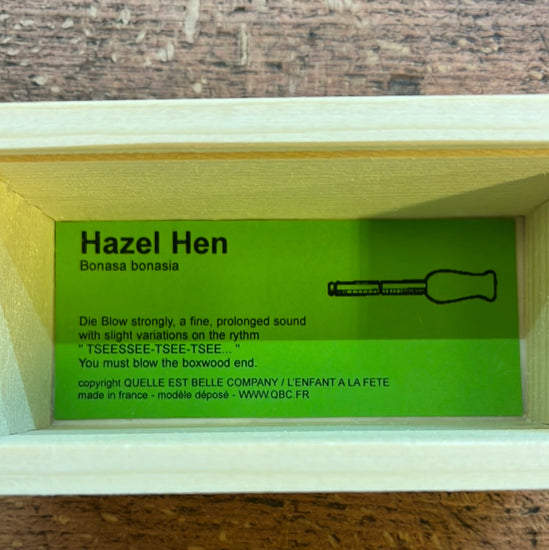 Hazel Hen
Bonasa bonasia
Die Blow strongly, a fine, prolonged sound
with slight variations on the rythm
" TSEESSEE-TSEE-TSEE... "
You must blow the boxwood end.
copyright QUELLE EST BELLE COMPANY / L'ENFANT A LA FETE
made in france - modèle déposé - WWW.QBC.FR